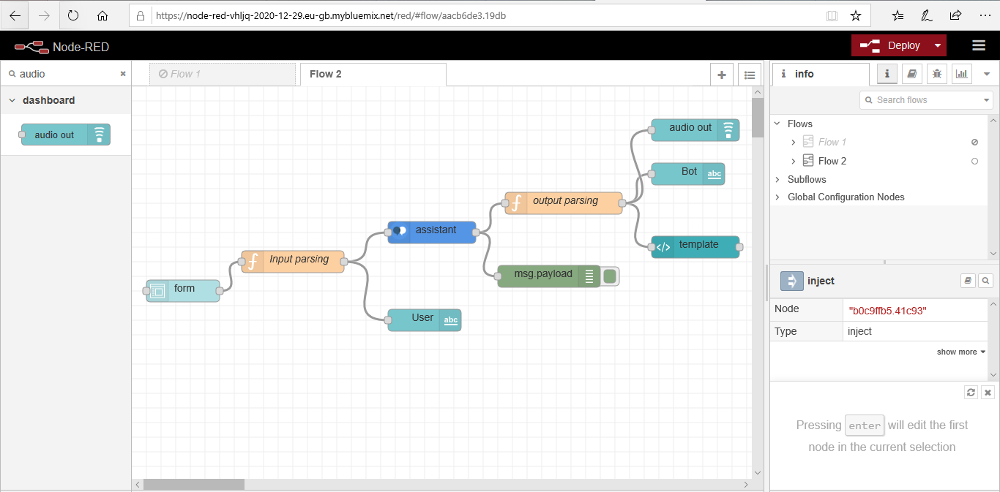 https://node-red-vhljq-2020-12-29.eu-gb.mybluemix.net/red/#flow/aacb6de3.19db
Node-RED
Deploy
audio
Flow 1
Flow 2
info
dashboard
audio out
Search flows
Flows
Flow 1
Flow 2
Subflows
Global Configuration Nodes
audio out
Bot
abc
output parsing
assistant
template
Input parsing
msg.payload
form
User
abc
inject
Node
"b0c9ffb5.41c93"
Type
inject
show more
Pressing enter will edit the first
node in the current selection